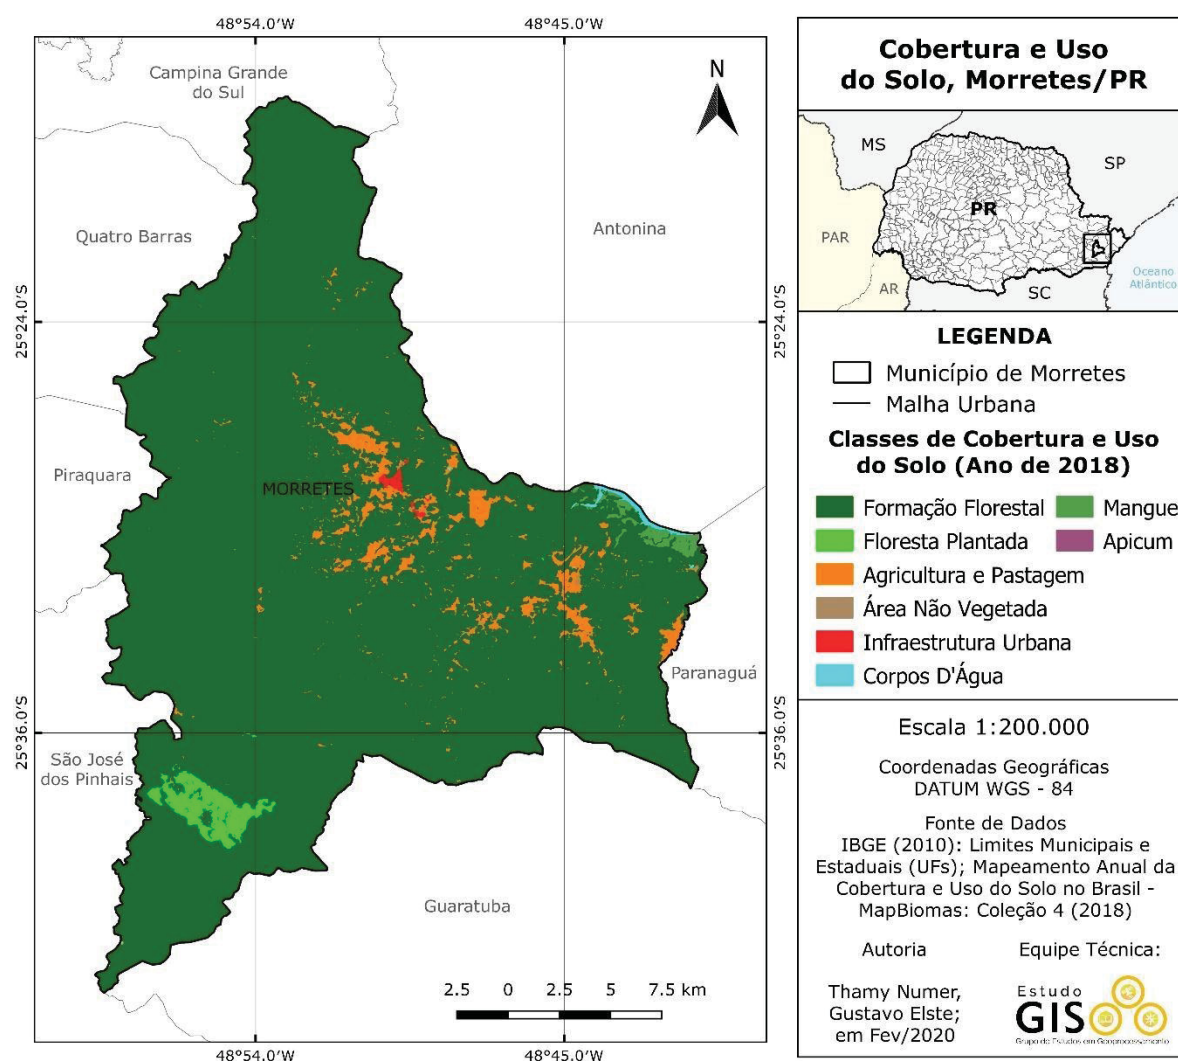 48°54.0'W
48°45.0'W
Campina Grande
do Sul
N
Quatro Barras
Antonina
25°24.0'S
25°24.0'S
Piraquara
MORRETES
Paranaguá
25°36.0'S
25°36.0'S
São José
dos Pinhais
Guaratuba
2.5 0 2.5 5 7.5 km
48°54.0'W
48°45.0'W
Cobertura e Uso
do Solo, Morretes/PR
MS
SP
PR
PAR
AR
SC
Oceano
Atlântico
LEGENDA
Município de Morretes
Malha Urbana
Classes de Cobertura e Uso
do Solo (Ano de 2018)
Formação Florestal
Mangue
Floresta Plantada
Apicum
Agricultura e Pastagem
Área Não Vegetada
Infraestrutura Urbana
Corpos D'Água
Escala 1:200.000
Coordenadas Geográficas
DATUM WGS - 84
Fonte de Dados
IBGE (2010): Limites Municipais e
Estaduais (UFs); Mapeamento Anual da
Cobertura e Uso do Solo no Brasil -
MapBiomas: Coleção 4 (2018)
Autoria
Equipe Técnica:
Thamy Numer,
Gustavo Elste;
em Fev/2020
Estudo
GIS
Grupo de Estudos em Geoprocessamento